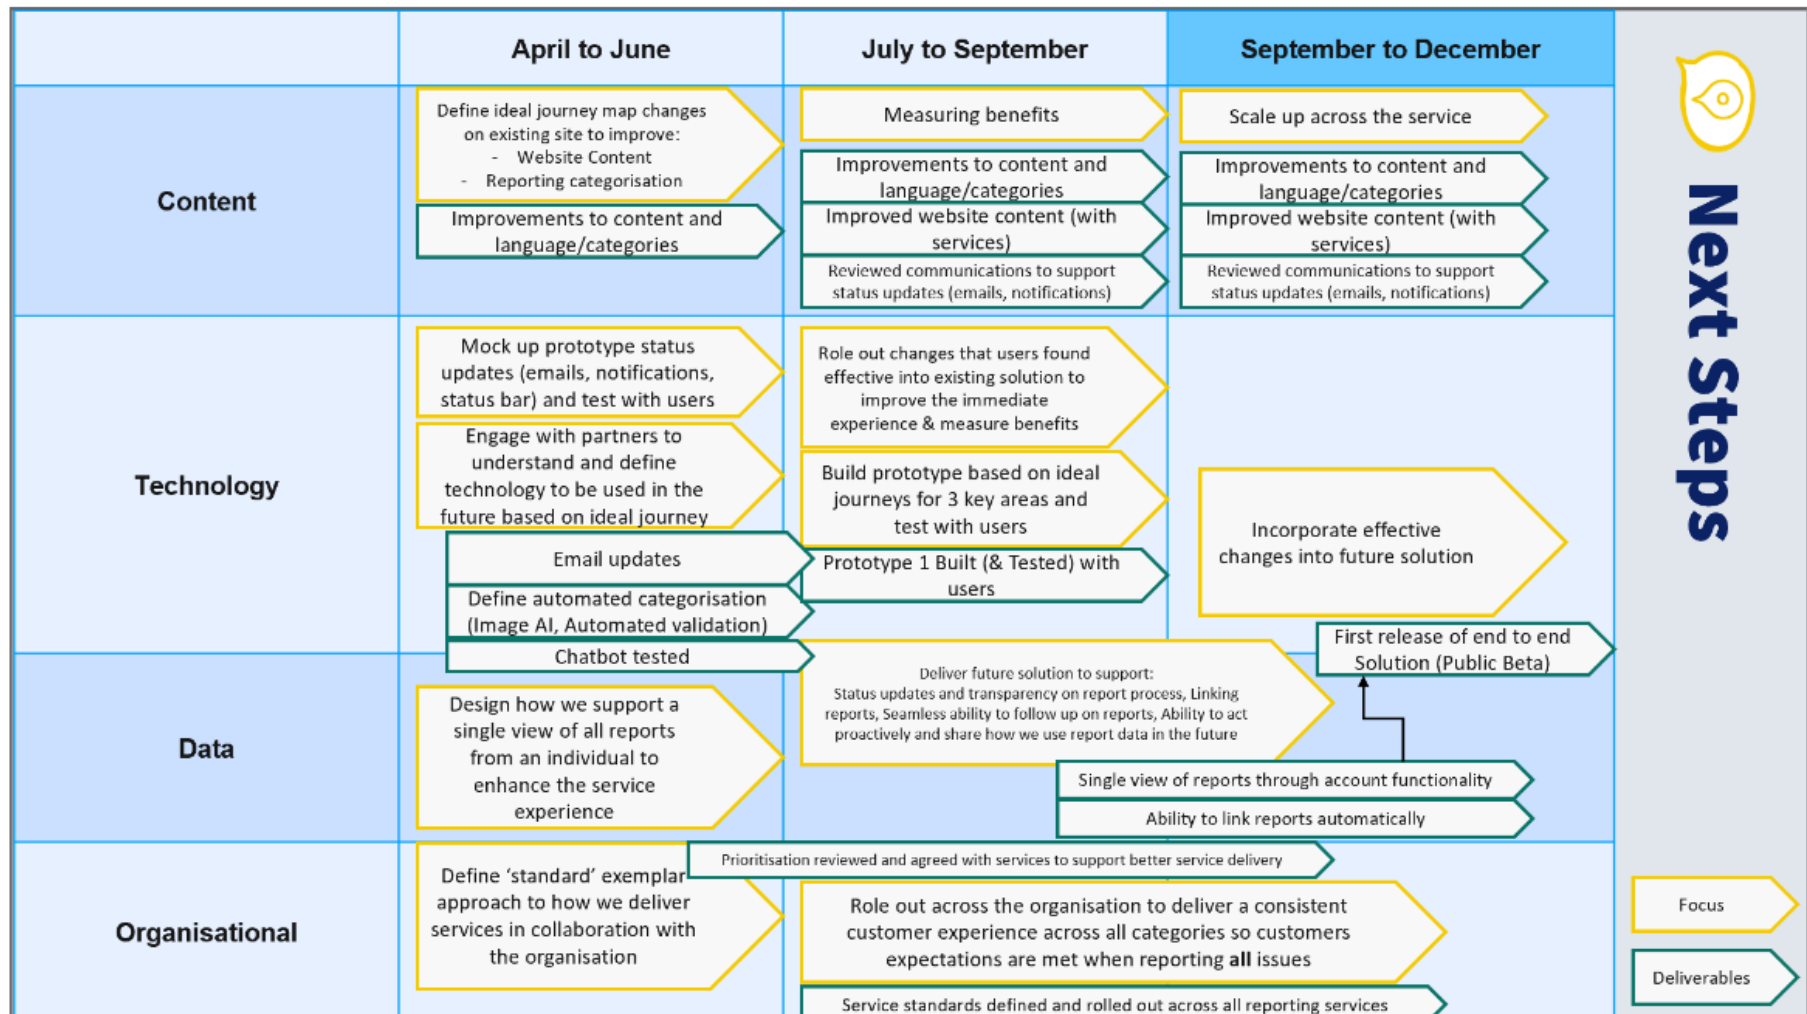 April to June
July to September
September to December
Next Steps
Content
Define ideal journey map changes
on existing site to improve:
- Website Content
- Reporting categorisation
Improvements to content and
language/categories
Measuring benefits
Improvements to content and
language/categories
Improved website content (with
services)
Reviewed communications to support
status updates (emails, notifications)
Scale up across the service
Improvements to content and
language/categories
Improved website content (with
services)
Reviewed communications to support
status updates (emails, notifications)
Technology
Mock up prototype status
updates (emails, notifications,
status bar) and test with users
Engage with partners to
understand and define
technology to be used in the
future based on ideal journey
Email updates
Define automated categorisation
(Image AI, Automated validation)
Chatbot tested
Role out changes that users found
effective into existing solution to
improve the immediate
experience & measure benefits
Build prototype based on ideal
journeys for 3 key areas and
test with users
Prototype 1 Built (& Tested) with
users
Incorporate effective
changes into future solution
First release of end to end
Solution (Public Beta)
Data
Design how we support a
single view of all reports
from an individual to
enhance the service
experience
Deliver future solution to support:
Status updates and transparency on report process, Linking
reports, Seamless ability to follow up on reports, Ability to act
proactively and share how we use report data in the future
Single view of reports through account functionality
Ability to link reports automatically
Organisational
Define ‘standard’ exemplar
approach to how we deliver
services in collaboration with
the organisation
Prioritisation reviewed and agreed with services to support better service delivery
Role out across the organisation to deliver a consistent
customer experience across all categories so customers
expectations are met when reporting all issues
Service standards defined and rolled out across all reporting services
Focus
Deliverables